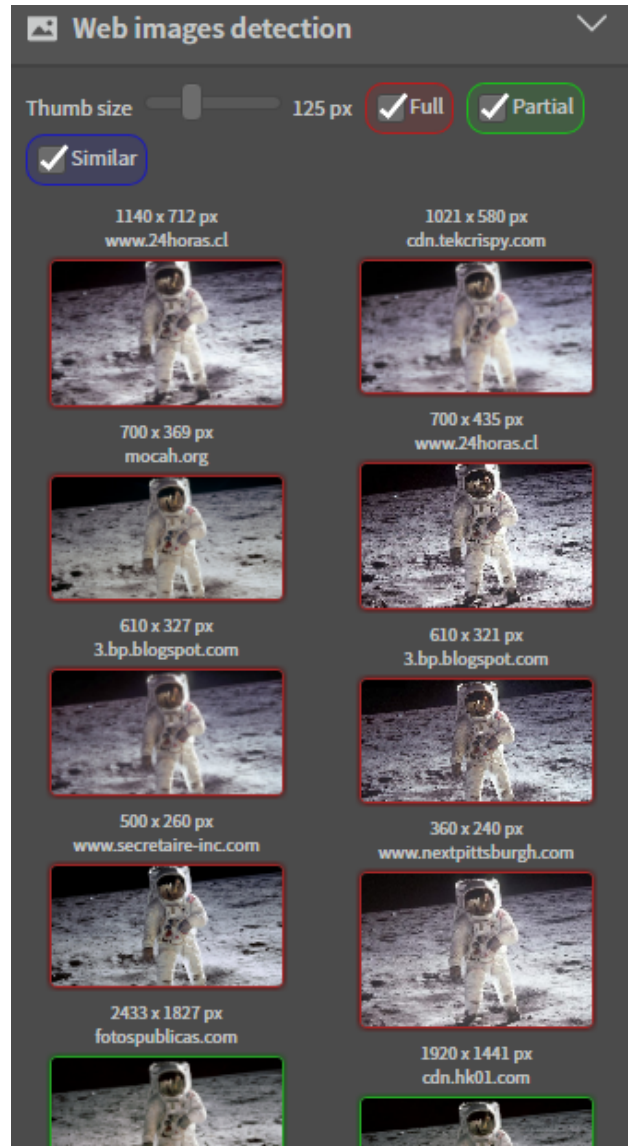 Web images detection
Thumb size 125 px Full Partial
Similar
1140 x 712 px
www.24horas.cl
1021 x 580 px
cdn.tekcrispy.com
700 x 369 px
mocah.org
700 x 435 px
www.24horas.cl
610 x 327 px
3.bp.blogspot.com
610 x 321 px
3.bp.blogspot.com
500 x 260 px
www.secretaire-inc.com
360 x 240 px
www.nextpittsburgh.com
2433 x 1827 px
fotospublicas.com
1920 x 1441 px
cdn.hk01.com